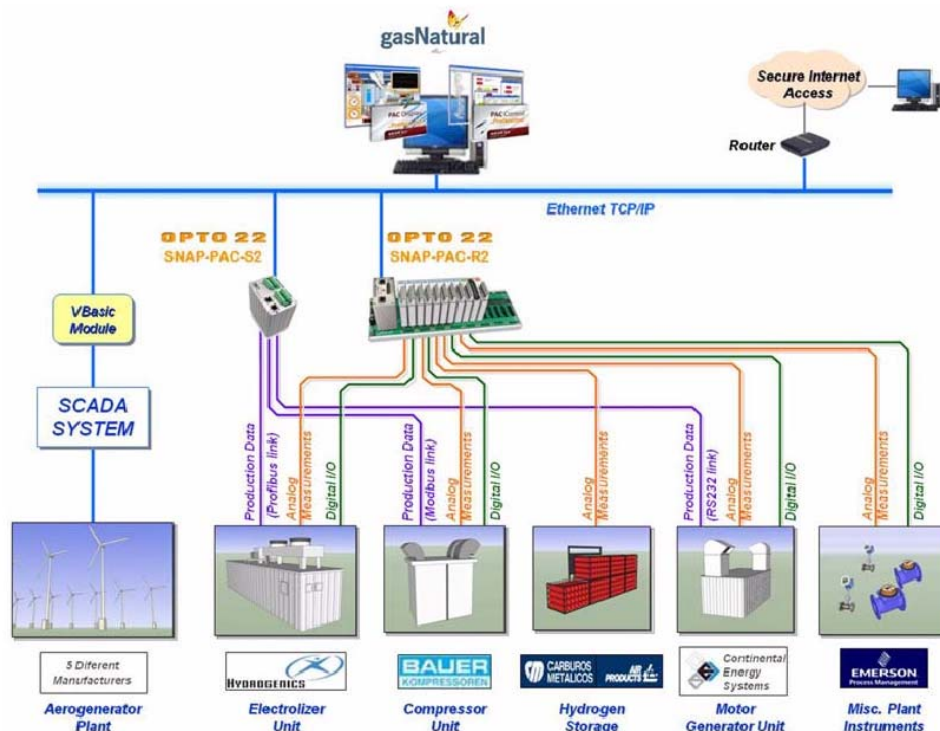 gasNatural
Secure Internet
Access
Router
Ethernet TCP/IP
OPTO 22
SNAP-PAC-S2
OPTO 22
SNAP-PAC-R2
VBasic
Module
SCADA
SYSTEM
Production Data
(Profibus link)
Analog
Measurements
Digital I/O
Production Data
(Modbus link)
Analog
Measurements
Digital I/O
Analog
Measurements
Production Data
(RS232 link)
Analog
Measurements
Digital I/O
Analog
Measurements
Digital I/O
5 Diferent
Manufacturers
HYDROGENICS
BAUER
KOMPRESSOREN
CARBUROS
METALICOS
AIR
PRODUCTS
Continental
Energy
Systems
EMERSON
Process Management
Aerogenerator
Plant
Electrolizer
Unit
Compressor
Unit
Hydrogen
Storage
Motor
Generator Unit
Misc. Plant
Instruments